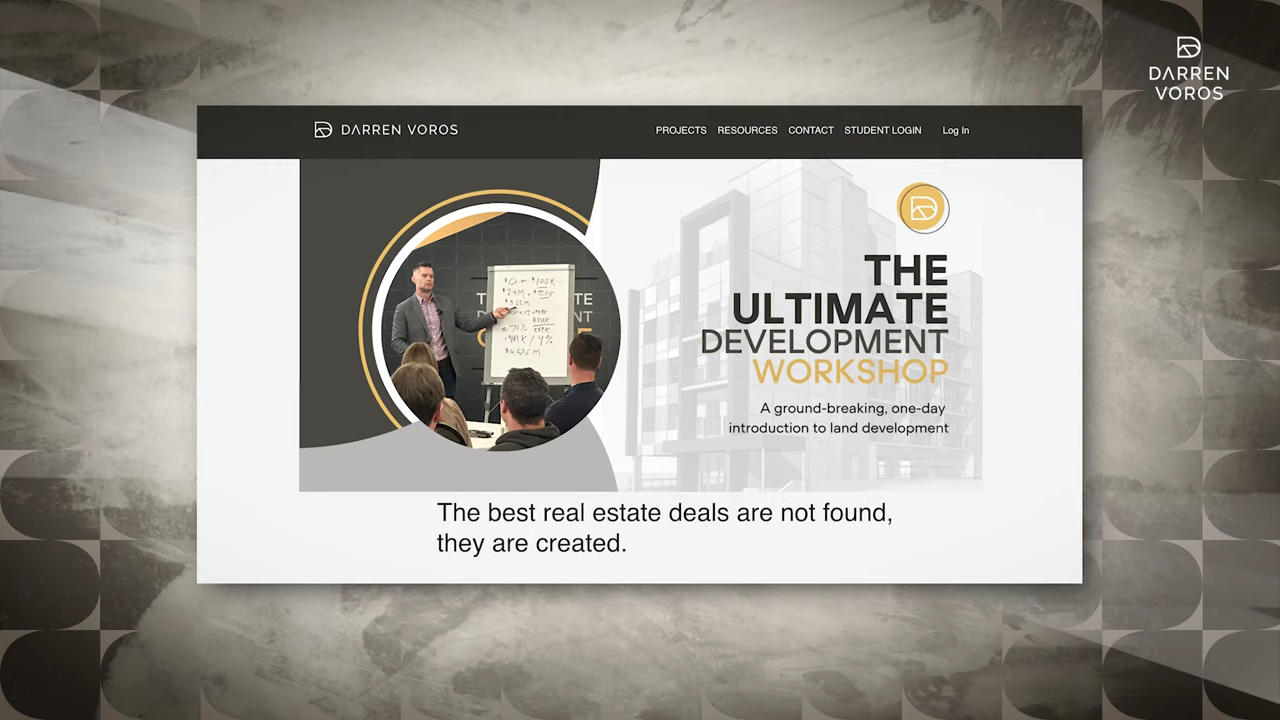 DARREN
VOROS
DARREN VOROS
PROJECTS RESOURCES CONTACT STUDENT LOGIN Log In
THE
ULTIMATE
DEVELOPMENT
WORKSHOP
A ground-breaking, one-day
introduction to land development
The best real estate deals are not found,
they are created.